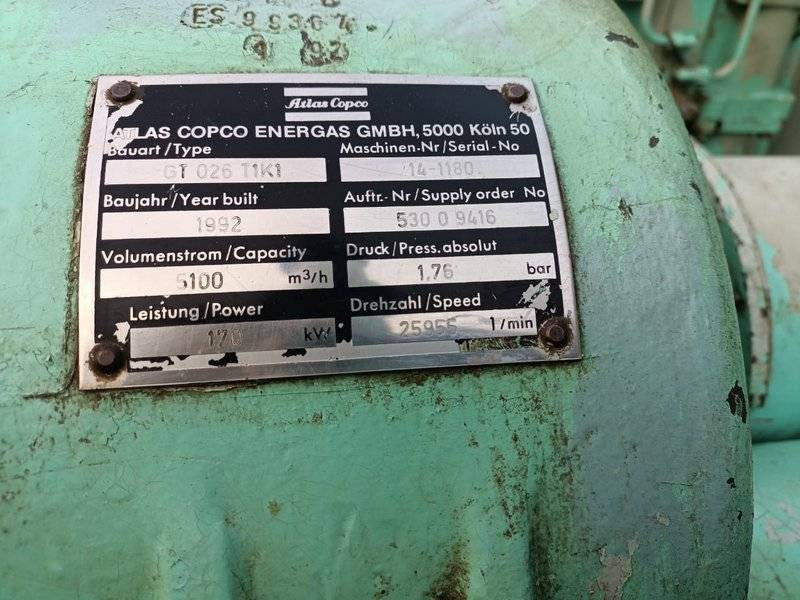 ES 99367
92
Atlas Copco
ATLAS COPCO ENERGAS GMBH, 5000 Köln 50
Bauart/Type Maschinen-Nr/Serial-No
GT 026 T1K1 14-1180
Baujahr/Year built Auftr.-Nr/Supply order No
1992 530 0 9416
Volumenstrom/Capacity Druck/Press.absolut
5100 m³/h 1,76 bar
Leistung/Power Drehzahl/Speed
170 kW 25955 1/min